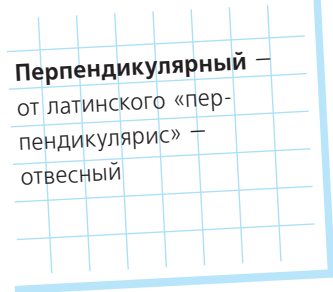 Перпендикулярный –
от латинского «пер-
пендикулярис» –
отвесный